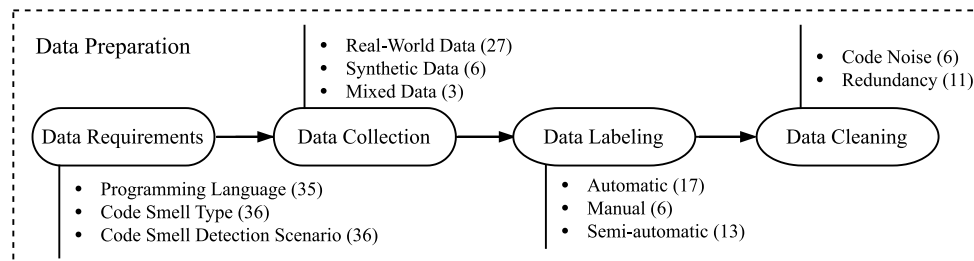 Data Preparation
• Real-World Data (27)
• Synthetic Data (6)
• Mixed Data (3)
• Code Noise (6)
• Redundancy (11)
Data Requirements
Data Collection
Data Labeling
Data Cleaning
• Programming Language (35)
• Code Smell Type (36)
• Code Smell Detection Scenario (36)
• Automatic (17)
• Manual (6)
• Semi-automatic (13)